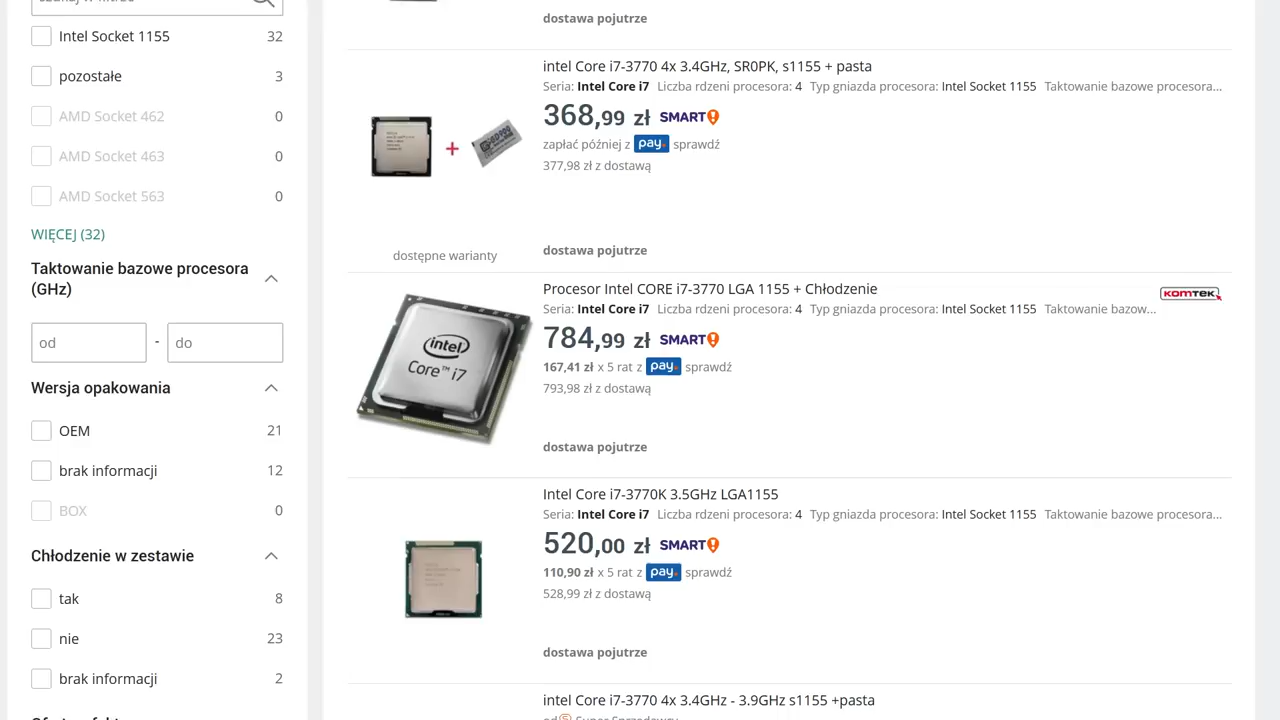 Intel Socket 1155 32
pozostałe 3
AMD Socket 462 0
AMD Socket 463 0
AMD Socket 563 0
WIĘCEJ (32)
Taktowanie bazowe procesora
(GHz)
od - do
Wersja opakowania
OEM 21
brak informacji 12
BOX 0
Chłodzenie w zestawie
tak 8
nie 23
brak informacji 2
dostawa pojutrze
intel Core i7-3770 4x 3.4GHz, SR0PK, s1155 + pasta
Seria: Intel Core i7 Liczba rdzeni procesora: 4 Typ gniazda procesora: Intel Socket 1155 Taktowanie bazowe procesora...
368,99 zł SMART!
zapłać później z pay. sprawdź
377,98 zł z dostawą
dostępne warianty
dostawa pojutrze
Procesor Intel CORE i7-3770 LGA 1155 + Chłodzenie
KOMTEK
Seria: Intel Core i7 Liczba rdzeni procesora: 4 Typ gniazda procesora: Intel Socket 1155 Taktowanie bazow...
784,99 zł SMART!
167,41 zł x 5 rat z pay. sprawdź
793,98 zł z dostawą
intel
Core™ i7
dostawa pojutrze
Intel Core i7-3770K 3.5GHz LGA1155
Seria: Intel Core i7 Liczba rdzeni procesora: 4 Typ gniazda procesora: Intel Socket 1155 Taktowanie bazowe procesora...
520,00 zł SMART!
110,90 zł x 5 rat z pay. sprawdź
528,99 zł z dostawą
dostawa pojutrze
intel Core i7-3770 4x 3.4GHz - 3.9GHz s1155 +pasta